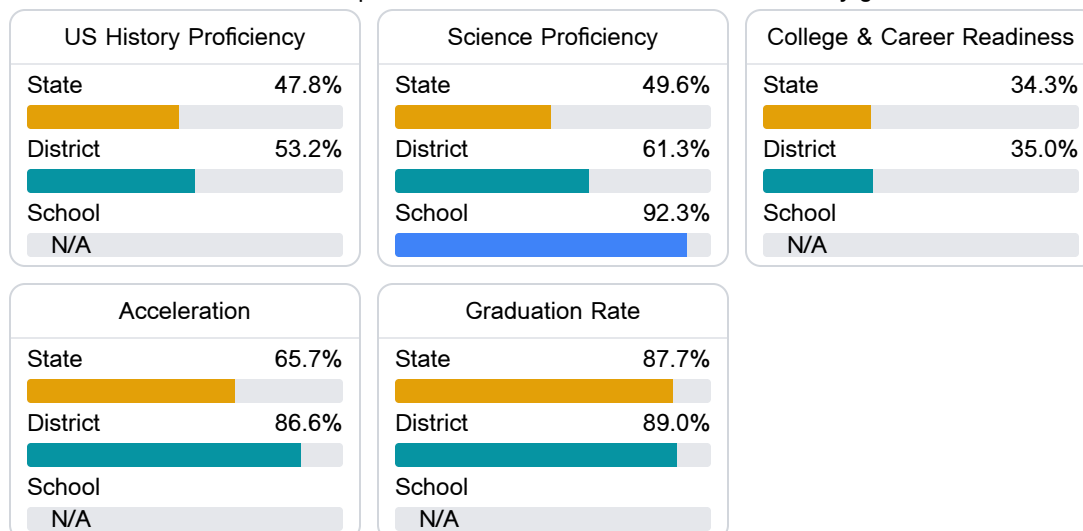 US History Proficiency
State 47.8%
District 53.2%
School
N/A
Science Proficiency
State 49.6%
District 61.3%
School 92.3%
College & Career Readiness
State 34.3%
District 35.0%
School
N/A
Acceleration
State 65.7%
District 86.6%
School
N/A
Graduation Rate
State 87.7%
District 89.0%
School
N/A